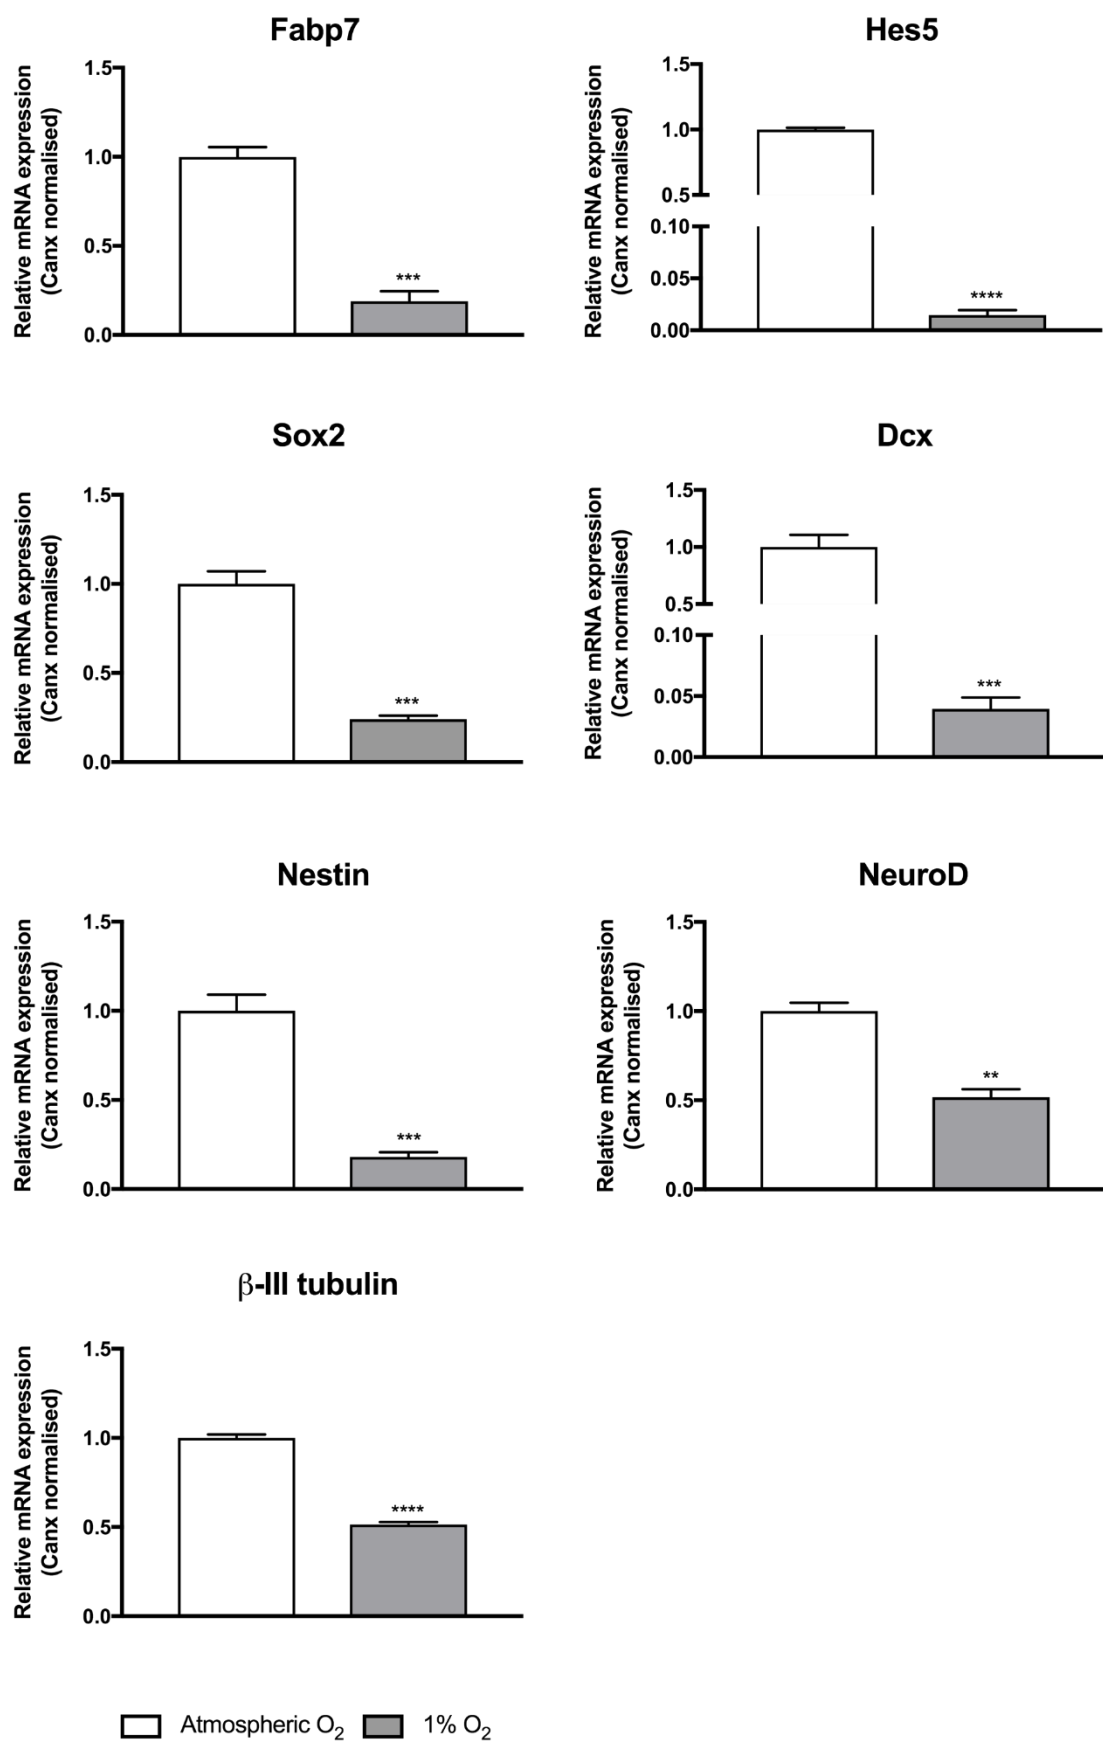 Fabp7
Relative mRNA expression
(Canx normalised)
1.5
1.0
0.5
0.0
***
Hes5
Relative mRNA expression
(Canx normalised)
1.5
1.0
0.5
0.10
0.05
0.00
****
Sox2
Relative mRNA expression
(Canx normalised)
1.5
1.0
0.5
0.0
***
Dcx
Relative mRNA expression
(Canx normalised)
1.5
1.0
0.5
0.10
0.05
0.00
***
Nestin
Relative mRNA expression
(Canx normalised)
1.5
1.0
0.5
0.0
***
NeuroD
Relative mRNA expression
(Canx normalised)
1.5
1.0
0.5
0.0
**
β-III tubulin
Relative mRNA expression
(Canx normalised)
1.5
1.0
0.5
0.0
****
Atmospheric O₂ 1% O₂